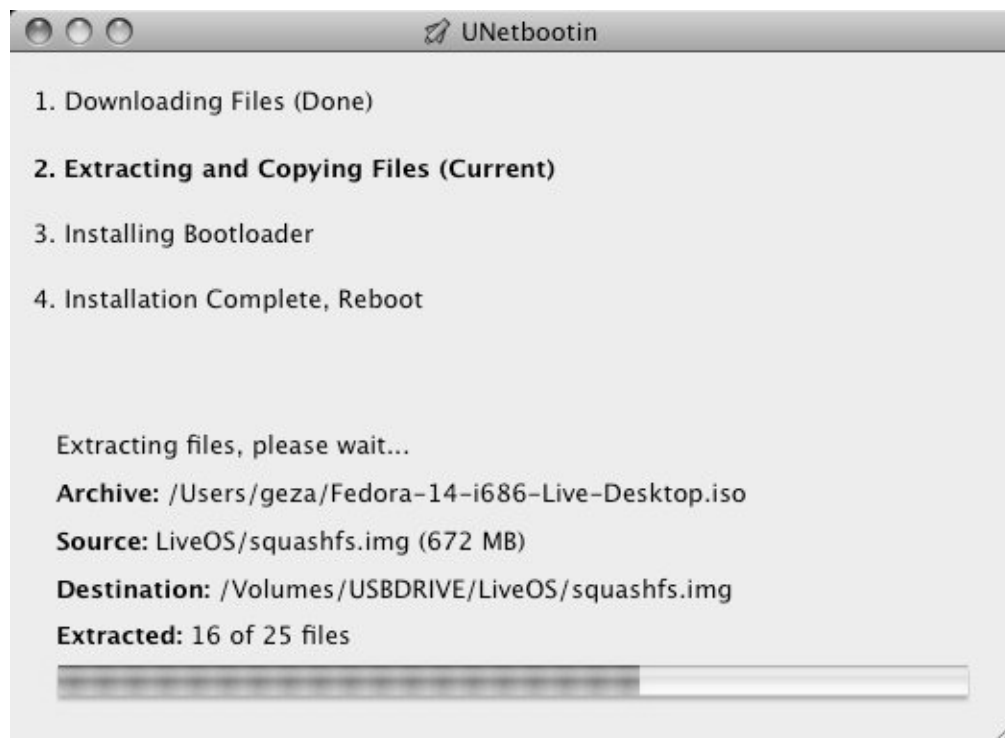 UNetbootin
1. Downloading Files (Done)
2. Extracting and Copying Files (Current)
3. Installing Bootloader
4. Installation Complete, Reboot
Extracting files, please wait...
Archive: /Users/geza/Fedora-14-i686-Live-Desktop.iso
Source: LiveOS/squashfs.img (672 MB)
Destination: /Volumes/USBDRIVE/LiveOS/squashfs.img
Extracted: 16 of 25 files